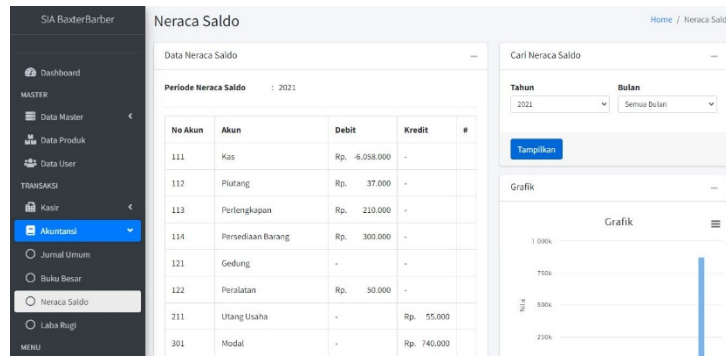 SIA BaxterBarber
Dashboard
MASTER
Data Master
Data Produk
Data User
TRANSAKSI
Kasir
Akuntansi
Jurnal Umum
Buku Besar
Neraca Saldo
Laba Rugi
MENU
Neraca Saldo
Home / Neraca Sald
Data Neraca Saldo
Periode Neraca Saldo : 2021
No Akun Akun Debit Kredit #
111 Kas Rp. -6.058.000 -
112 Piutang Rp. 37.000 -
113 Perlengkapan Rp. 210.000 -
114 Persediaan Barang Rp. 300.000 -
121 Gedung - -
122 Peralatan Rp. 50.000 -
211 Utang Usaha - Rp. 55.000
301 Modal - Rp. 740.000
Cari Neraca Saldo
Tahun Bulan
2021 Semua Bulan
Tampilkan
Grafik
Grafik
1 000k
750k
500k
250k